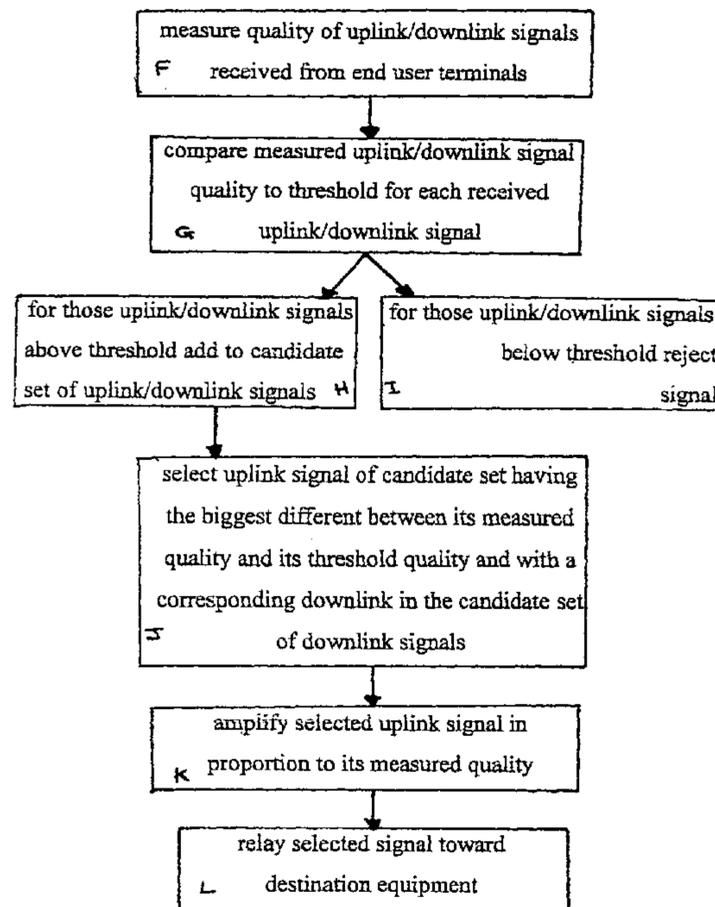 measure quality of uplink/downlink signals
F received from end user terminals
compare measured uplink/downlink signal
quality to threshold for each received
G uplink/downlink signal
for those uplink/downlink signals
above threshold add to candidate
set of uplink/downlink signals H
for those uplink/downlink signals
below threshold reject
I signal
select uplink signal of candidate set having
the biggest different between its measured
quality and its threshold quality and with a
corresponding downlink in the candidate set
J of downlink signals
amplify selected uplink signal in
K proportion to its measured quality
relay selected signal toward
L destination equipment